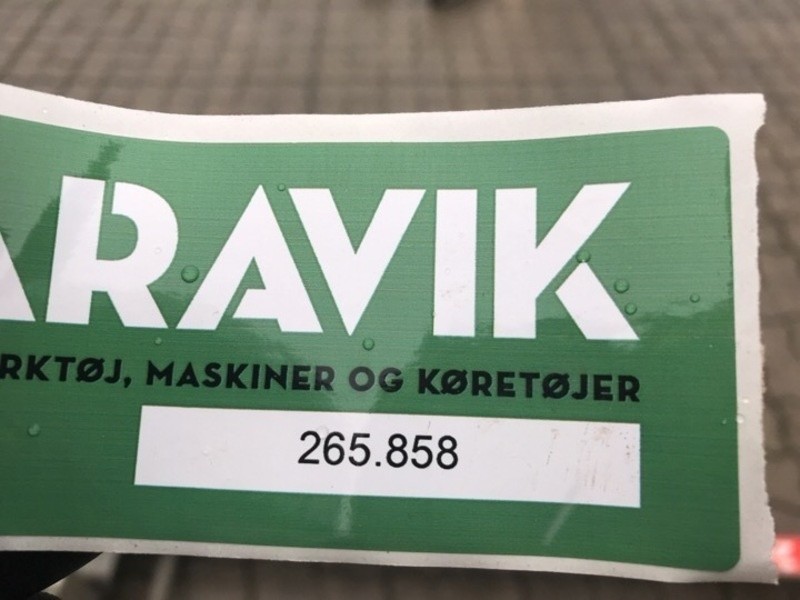 ARAVIK
RKTØJ, MASKINER OG KØRETØJER
265.858